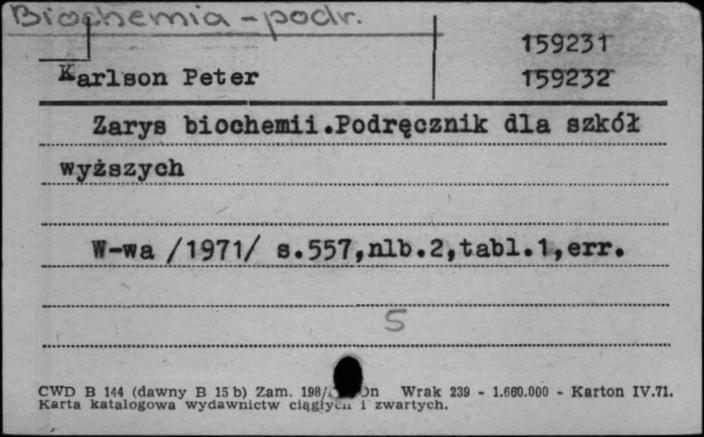 Biochemia - podr.
159231
Karlson Peter
159232
Zarys biochemii.Podręcznik dla szkół
wyższych
W-wa /1971/ s.557,nlb.2,tabl.1,err.
5
CWD B 144 (dawny B 15 b) Zam. 198/ Wrak 239 - 1.660.000 - Karton IV.71.
Karta katalogowa wydawnictw ciągłych i zwartych.